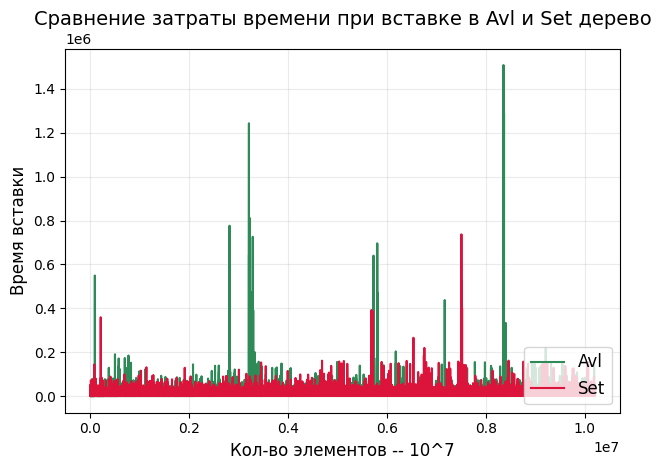 Сравнение затраты времени при вставке в Avl и Set дерево
1e6
1.4
1.2
1.0
0.8
0.6
0.4
0.2
0.0
Время вставки
Avl
Set
0.0
0.2
0.4
0.6
0.8
1.0
1e7
Кол-во элементов -- 10^7